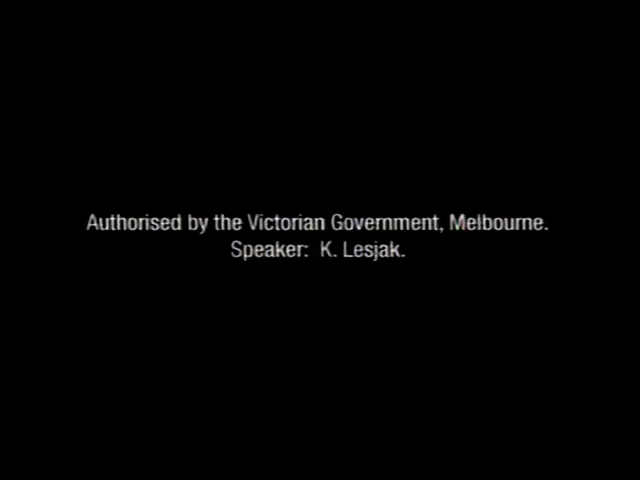 Authorised by the Victorian Government, Melbourne.
Speaker:  K. Lesjak.